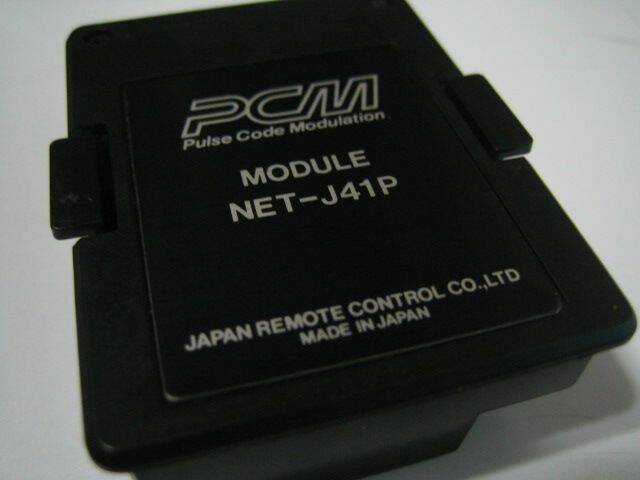 PCM
Pulse Code Modulation
MODULE
NET-J41P
JAPAN REMOTE CONTROL CO.,LTD
MADE IN JAPAN